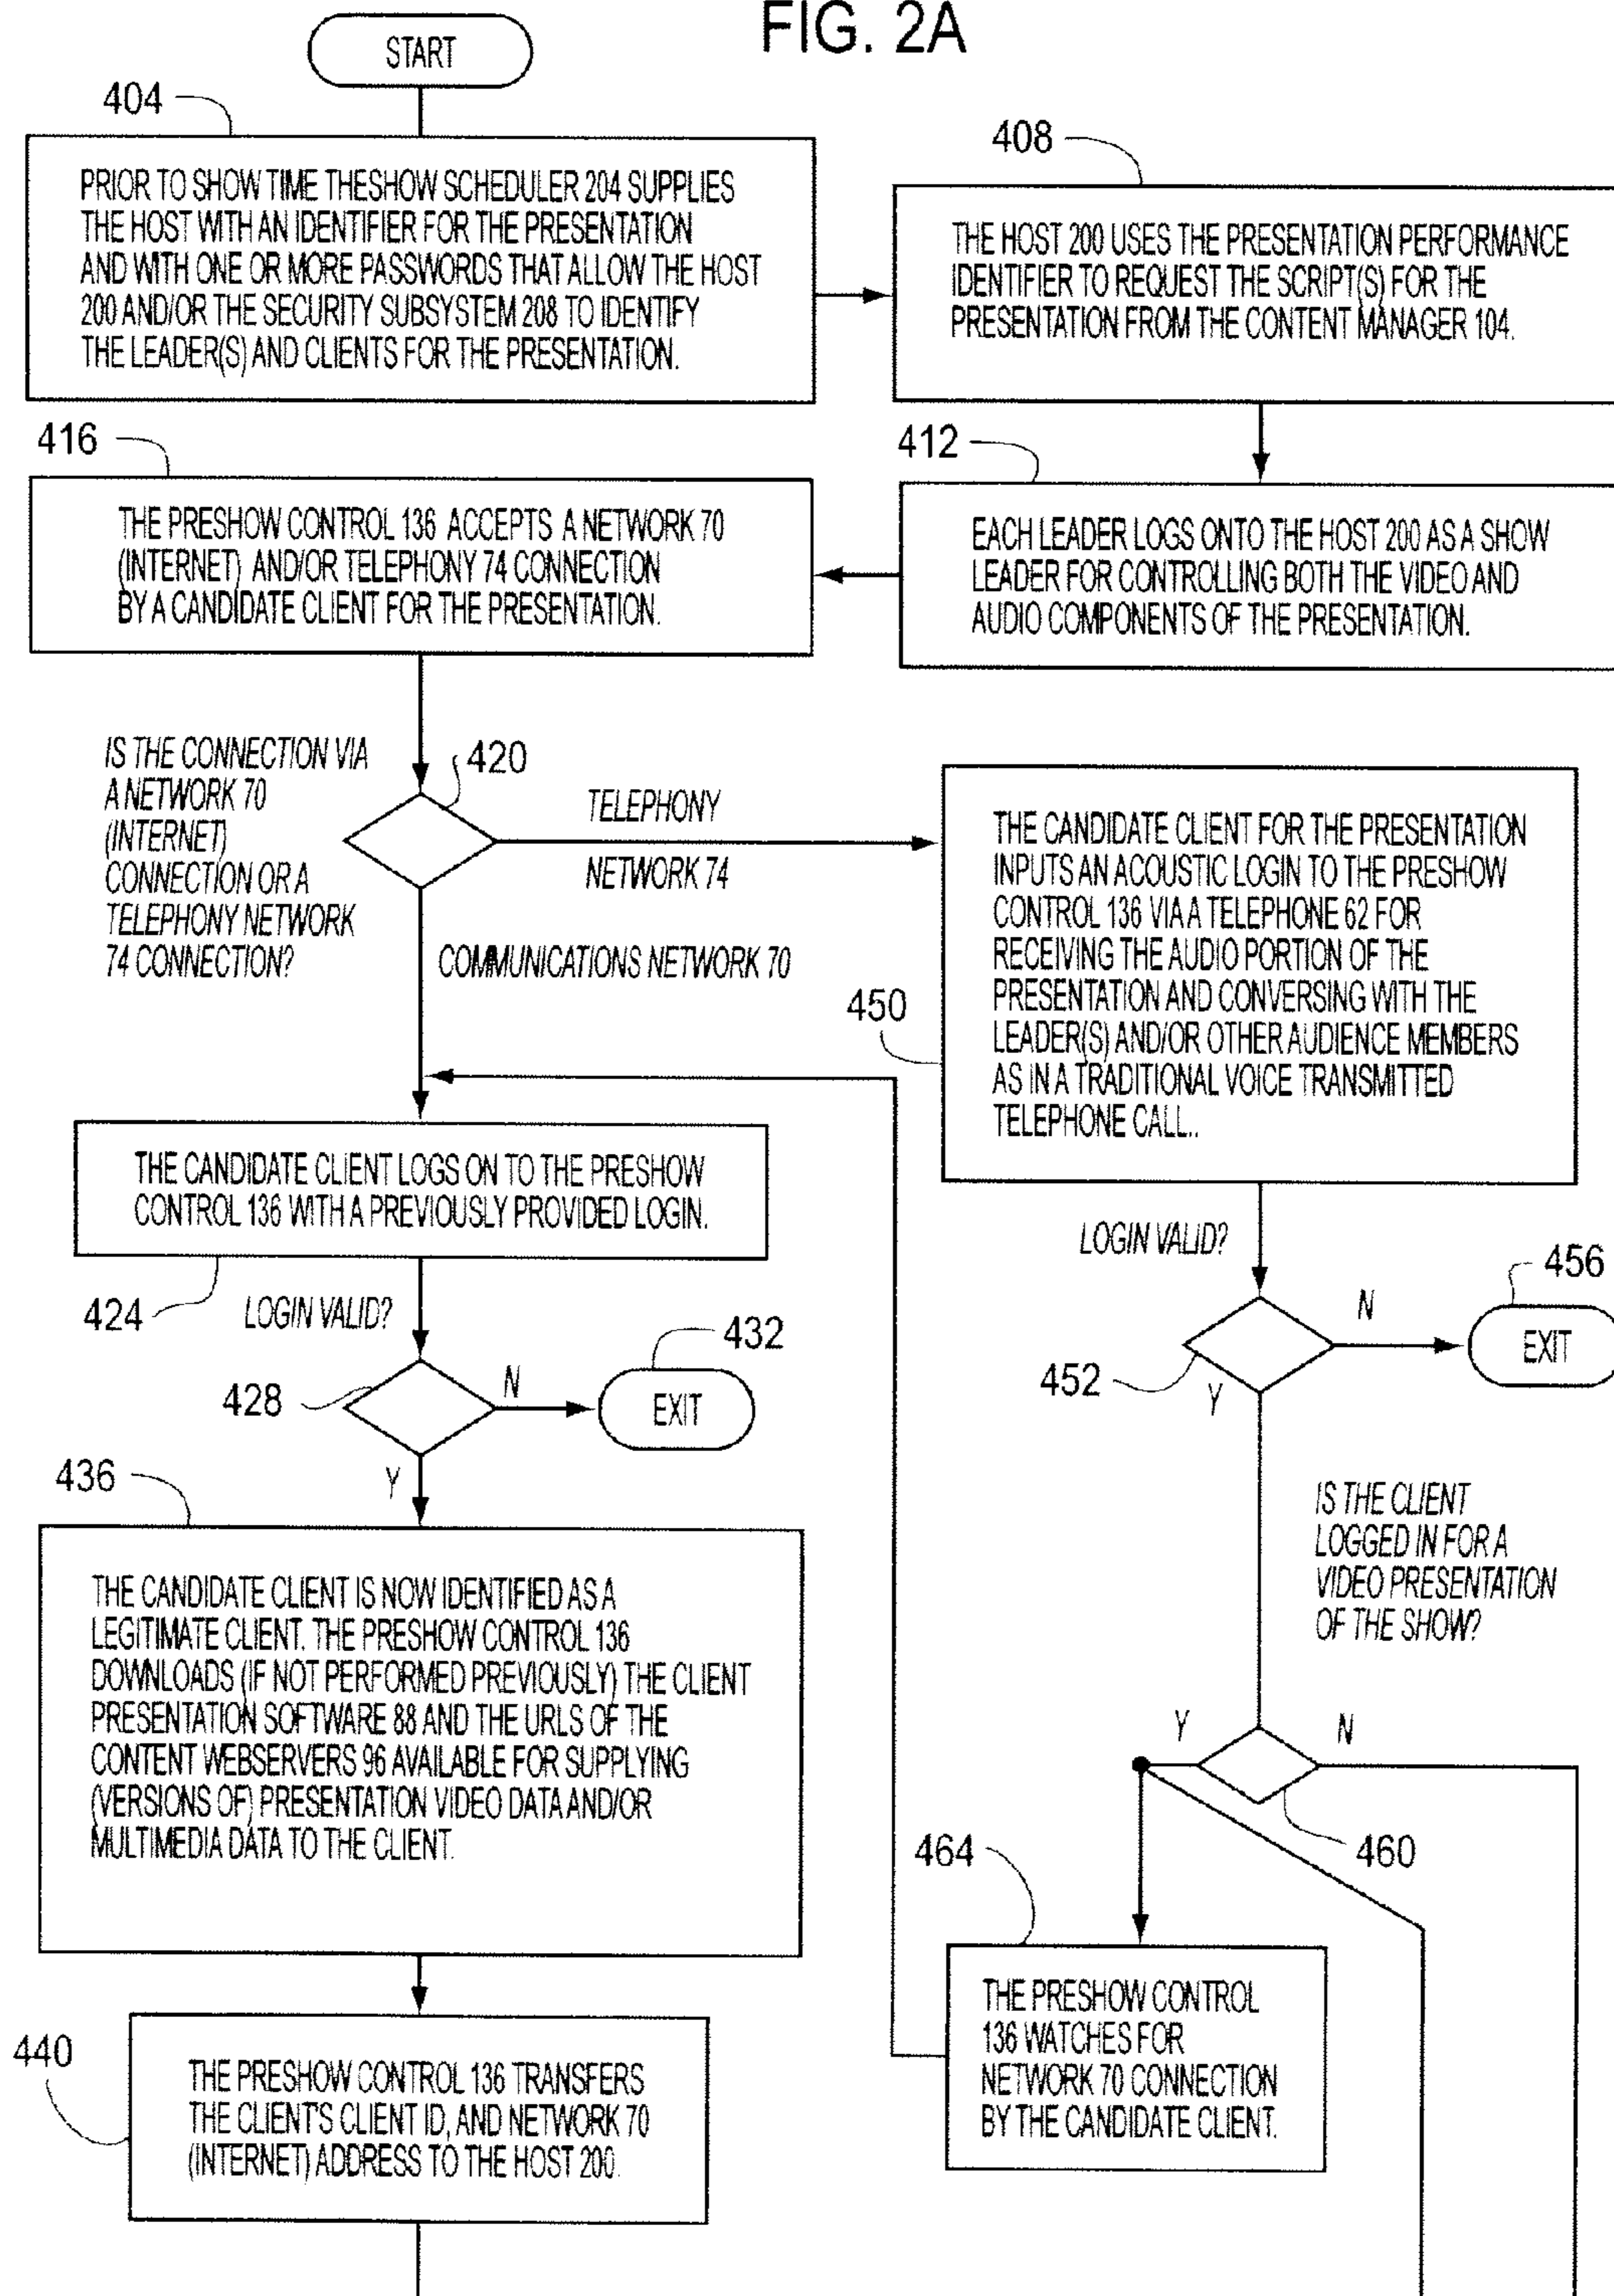 FIG. 2A
START
404
PRIOR TO SHOW TIME THESHOW SCHEDULER 204 SUPPLIES
THE HOST WITH AN IDENTIFIER FOR THE PRESENTATION
AND WITH ONE OR MORE PASSWORDS THAT ALLOW THE HOST
200 AND/OR THE SECURITY SUBSYSTEM 208 TO IDENTIFY
THE LEADER(S) AND CLIENTS FOR THE PRESENTATION.
408
THE HOST 200 USES THE PRESENTATION PERFORMANCE
IDENTIFIER TO REQUEST THE SCRIPT(S) FOR THE
PRESENTATION FROM THE CONTENT MANAGER 104.
412
EACH LEADER LOGS ONTO THE HOST 200 AS A SHOW
LEADER FOR CONTROLLING BOTH THE VIDEO AND
AUDIO COMPONENTS OF THE PRESENTATION.
416
THE PRESHOW CONTROL 136 ACCEPTS A NETWORK 70
(INTERNET) AND/OR TELEPHONY 74 CONNECTION
BY A CANDIDATE CLIENT FOR THE PRESENTATION.
IS THE CONNECTION VIA
A NETWORK 70
(INTERNET)
CONNECTION OR A
TELEPHONY NETWORK
74 CONNECTION?
420
TELEPHONY
NETWORK 74
COMMUNICATIONS NETWORK 70
450
THE CANDIDATE CLIENT FOR THE PRESENTATION
INPUTS AN ACOUSTIC LOGIN TO THE PRESHOW
CONTROL 136 VIA A TELEPHONE 62 FOR
RECEIVING THE AUDIO PORTION OF THE
PRESENTATION AND CONVERSING WITH THE
LEADER(S) AND/OR OTHER AUDIENCE MEMBERS
AS IN A TRADITIONAL VOICE TRANSMITTED
TELEPHONE CALL..
THE CANDIDATE CLIENT LOGS ON TO THE PRESHOW
CONTROL 136 WITH A PREVIOUSLY PROVIDED LOGIN.
424
LOGIN VALID?
428
N
432
EXIT
Y
LOGIN VALID?
452
N
456
EXIT
Y
436
THE CANDIDATE CLIENT IS NOW IDENTIFIED AS A
LEGITIMATE CLIENT. THE PRESHOW CONTROL 136
DOWNLOADS (IF NOT PERFORMED PREVIOUSLY) THE CLIENT
PRESENTATION SOFTWARE 88 AND THE URLS OF THE
CONTENT WEBSERVERS 96 AVAILABLE FOR SUPPLYING
(VERSIONS OF) PRESENTATION VIDEO DATA AND/OR
MULTIMEDIA DATA TO THE CLIENT.
IS THE CLIENT
LOGGED IN FOR A
VIDEO PRESENTATION
OF THE SHOW?
Y
N
460
464
THE PRESHOW CONTROL
136 WATCHES FOR
NETWORK 70 CONNECTION
BY THE CANDIDATE CLIENT.
440
THE PRESHOW CONTROL 136 TRANSFERS
THE CLIENT'S CLIENT ID, AND NETWORK 70
(INTERNET) ADDRESS TO THE HOST 200.